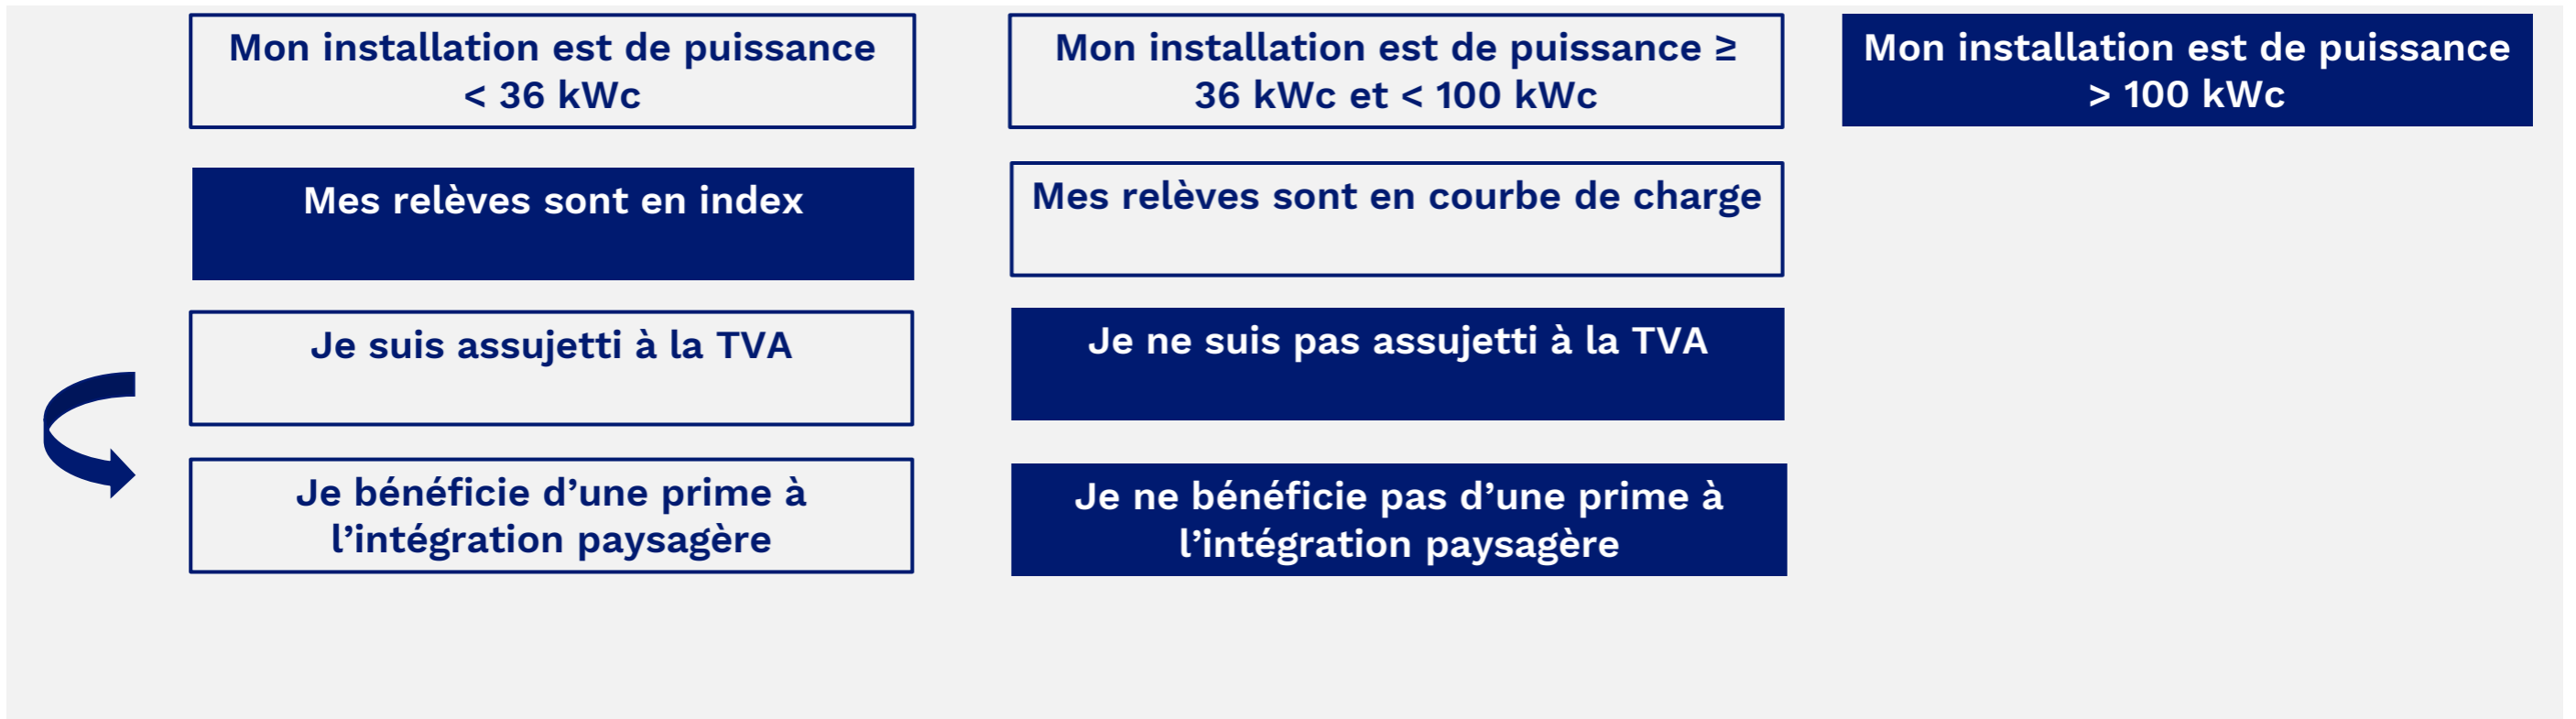 Mon installation est de puissance
< 36 kWc
Mon installation est de puissance ≥
36 kWc et < 100 kWc
Mon installation est de puissance
> 100 kWc
Mes relèves sont en index
Mes relèves sont en courbe de charge
Je suis assujetti à la TVA
Je ne suis pas assujetti à la TVA
Je bénéficie d’une prime à
l’intégration paysagère
Je ne bénéficie pas d’une prime à
l’intégration paysagère